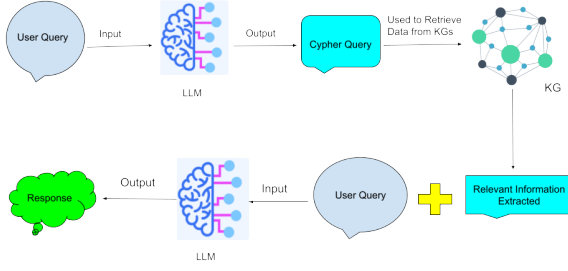 User Query
Input
LLM
Output
Cypher Query
Used to Retrieve
Data from KGs
KG
Relevant Information
Extracted
User Query
Input
LLM
Output
Response